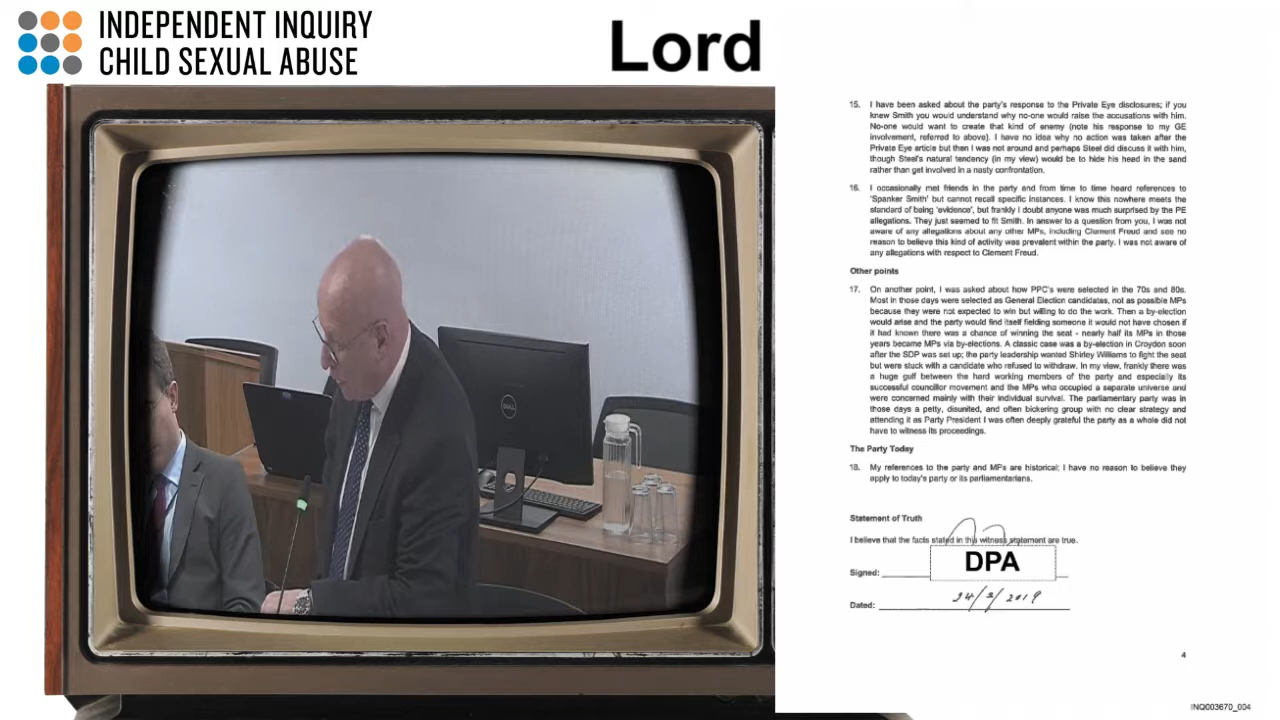 INDEPENDENT INQUIRY
CHILD SEXUAL ABUSE
Lord
15. I have been asked about the party's response to the Private Eye disclosures; if you
knew Smith you would understand why no-one would raise the accusations with him.
No-one would want to create that kind of enemy (note his response to my GE
involvement, referred to above). I have no idea why no action was taken after the
Private Eye article but then I was not around and perhaps Steel did discuss it with him,
though Steel's natural tendency (in my view) would be to hide his head in the sand
rather than get involved in a nasty confrontation.
16. I occasionally met friends in the party and from time to time heard references to
'Spanker Smith' but cannot recall specific instances. I know this nowhere meets the
standard of being 'evidence', but frankly I doubt anyone was much surprised by the PE
allegations. They just seemed to fit Smith. In answer to a question from you, I was not
aware of any allegations about any other MPs, including Clement Freud and see no
reason to believe this kind of activity was prevalent within the party. I was not aware of
any allegations with respect to Clement Freud.
Other points
17. On another point, I was asked about how PPC's were selected in the 70s and 80s.
Most in those days were selected as General Election candidates, not as possible MPs
because they were not expected to win but willing to do the work. Then a by-election
would arise and the party would find itself fielding someone it would not have chosen if
it had known there was a chance of winning the seat - nearly half its MPs in those
years became MPs via by-elections. A classic case was a by-election in Croydon soon
after the SDP was set up; the party leadership wanted Shirley Williams to fight the seat
but were stuck with a candidate who refused to withdraw. In my view, frankly there was
a huge gulf between the hard working members of the party and especially its
successful councillor movement and the MPs who occupied a separate universe and
were concerned mainly with their individual survival. The parliamentary party was in
those days a petty, disunited, and often bickering group with no clear strategy and
attending it as Party President I was often deeply grateful the party as a whole did not
have to witness its proceedings.
The Party Today
18. My references to the party and MPs are historical; I have no reason to believe they
apply to today's party or its parliamentarians.
Statement of Truth
I believe that the facts stated in this witness statement are true.
DPA
Signed:
Dated: 24/2/2019
4
INQ003670_004
DELL